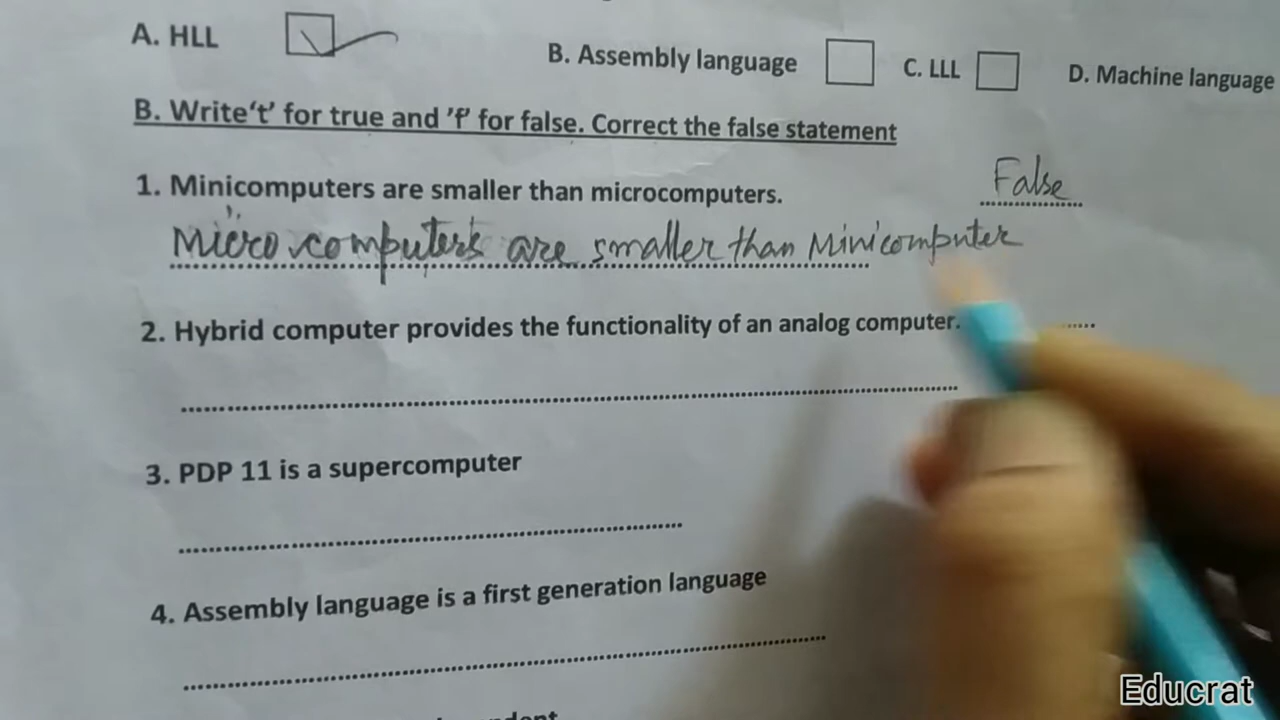 A. HLL B. Assembly language C. LLL D. Machine language
B. Write't' for true and 'f' for false. Correct the false statement
1. Minicomputers are smaller than microcomputers. False
Micro computers are smaller than Minicomputer
2. Hybrid computer provides the functionality of an analog computer.
3. PDP 11 is a supercomputer
4. Assembly language is a first generation language
Educrat